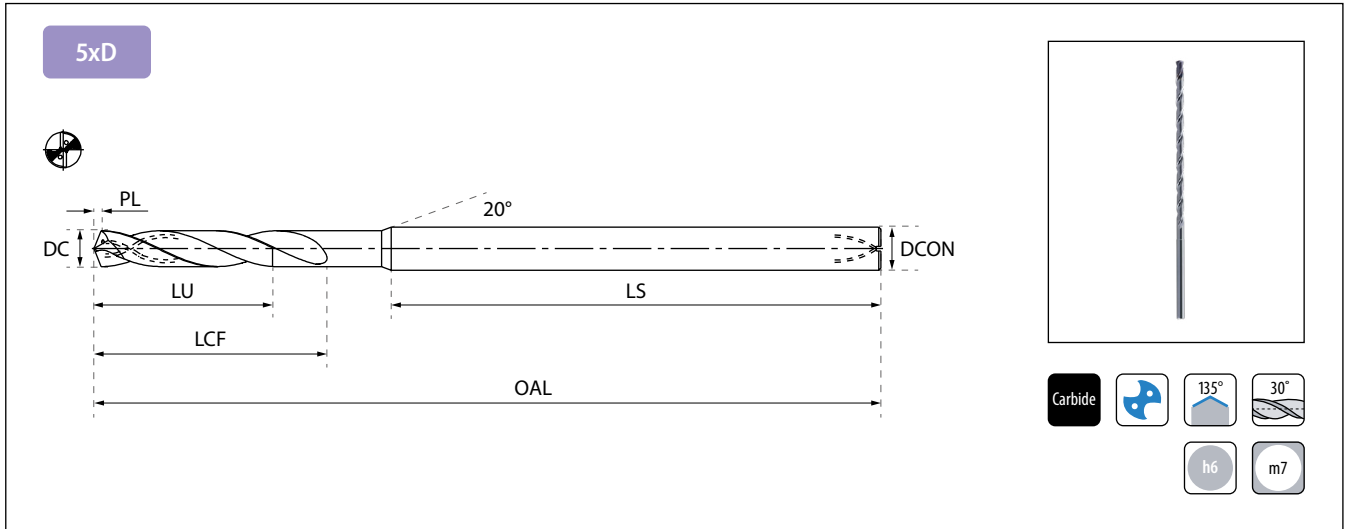 5xD
PL
20°
DC
DCON
LU
LS
LCF
OAL
Carbide
135°
30°
h6
m7